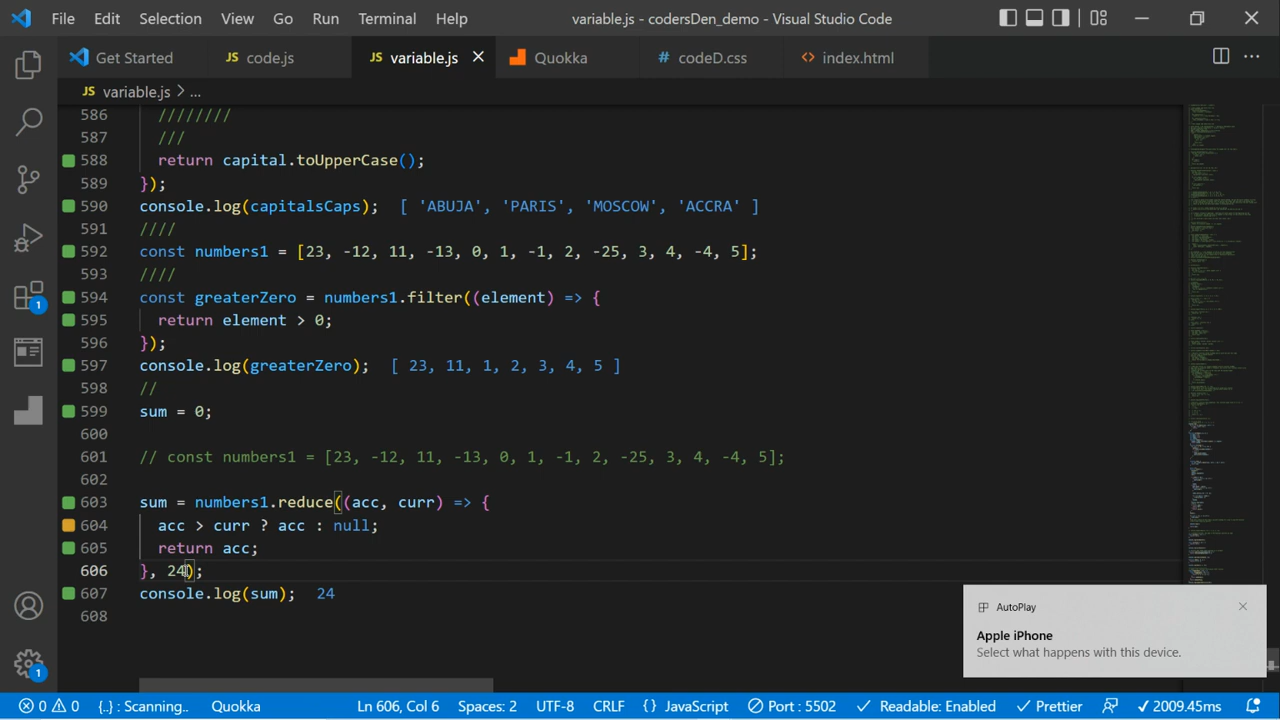 File Edit Selection View Go Run Terminal Help variable.js - codersDen_demo - Visual Studio Code
Get Started JS code.js JS variable.js Quokka # codeD.css <> index.html
JS variable.js > ...
586 ////////
587 ///
588 return capital.toUpperCase();
589 });
590 console.log(capitalsCaps); [ 'ABUJA', 'PARIS', 'MOSCOW', 'ACCRA' ]
591 ////
592 const numbers1 = [23, -12, 11, -13, 0, 1, -1, 2, -25, 3, 4, -4, 5];
593 ////
594 const greaterZero = numbers1.filter((element) => {
595 return element > 0;
596 });
597 console.log(greaterZero); [ 23, 11, 1, 2, 3, 4, 5 ]
598 //
599 sum = 0;
600
601 // const numbers1 = [23, -12, 11, -13, 0, 1, -1, 2, -25, 3, 4, -4, 5];
602
603 sum = numbers1.reduce((acc, curr) => {
604 acc > curr ? acc : null;
605 return acc;
606 }, 24);
607 console.log(sum); 24
608
AutoPlay
Apple iPhone
Select what happens with this device.
1
1
0 0 {..} : Scanning.. Quokka Ln 606, Col 6 Spaces: 2 UTF-8 CRLF {} JavaScript Port : 5502 Readable: Enabled Prettier 2009.45ms